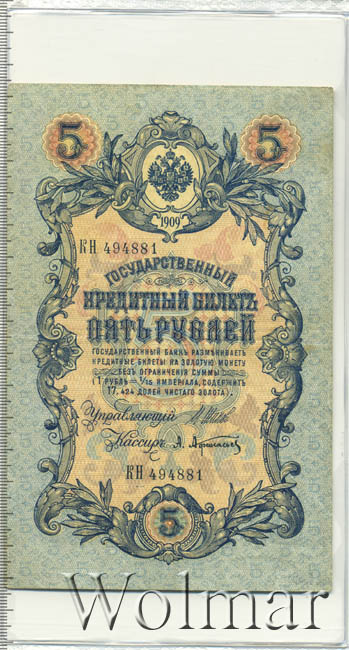 5 5
1909
КН 494881
ГОСУДАРСТВЕННЫЙ
КРЕДИТНЫЙ БИЛЕТЪ
ПЯТЬ РУБЛЕЙ
ГОСУДАРСТВЕННЫЙ БАНКЪ РАЗМѢНИВАЕТЪ
КРЕДИТНЫЕ БИЛЕТЫ НА ЗОЛОТУЮ МОНЕТУ
БЕЗЪ ОГРАНИЧЕНІЯ СУММЫ
(1 РУБЛЬ = 1/15 ИМПЕРІАЛА, СОДЕРЖИТЪ
17,424 ДОЛЕЙ ЧИСТАГО ЗОЛОТА).
Управляющій
Кассиръ А. Афанасьев
КН 494881
5
Wolmar